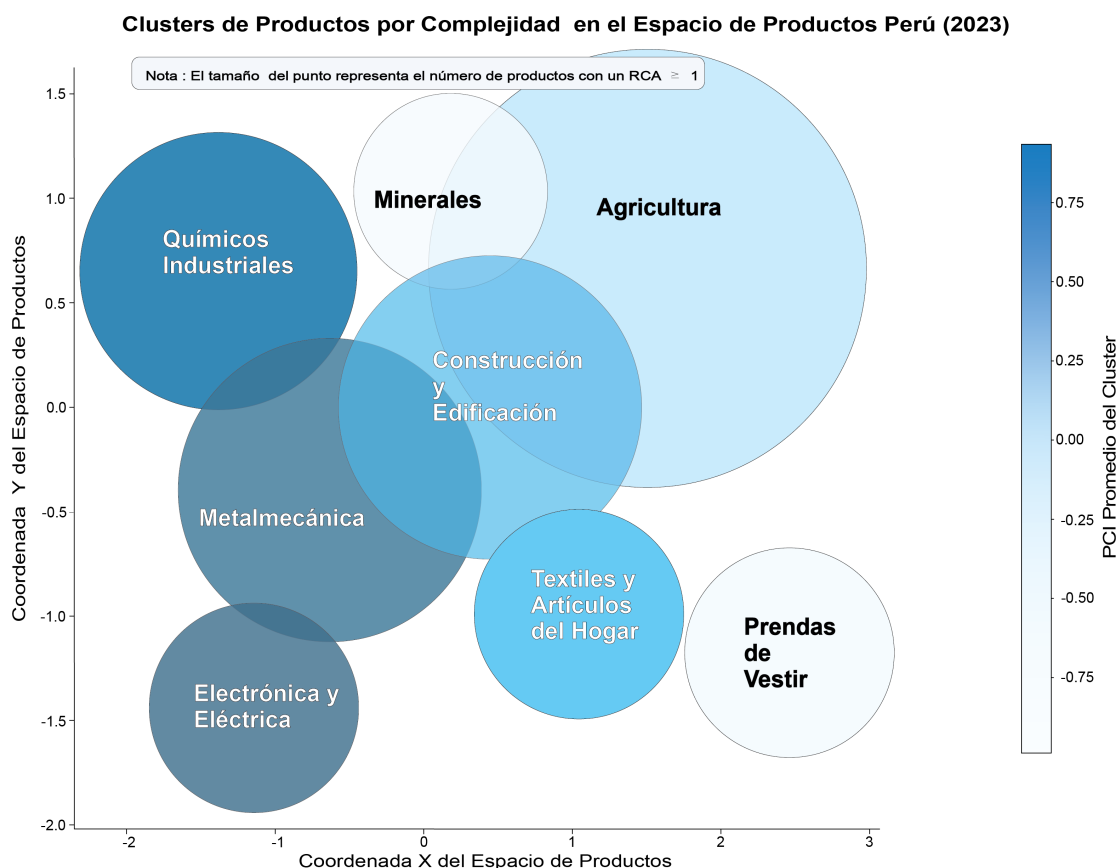 Clusters de Productos por Complejidad en el Espacio de Productos Perú (2023)
Nota : El tamaño del punto representa el número de productos con un RCA ≥ 1
Coordenada Y del Espacio de Productos
1.5
1.0
0.5
0.0
-0.5
-1.0
-1.5
-2.0
Minerales
Agricultura
Químicos
Industriales
Construcción
y
Edificación
Metalmecánica
Textiles y
Artículos
del Hogar
Prendas
de
Vestir
Electrónica y
Eléctrica
-2
-1
0
1
2
3
Coordenada X del Espacio de Productos
0.75
0.50
0.25
0.00
-0.25
-0.50
-0.75
PCI Promedio del Cluster